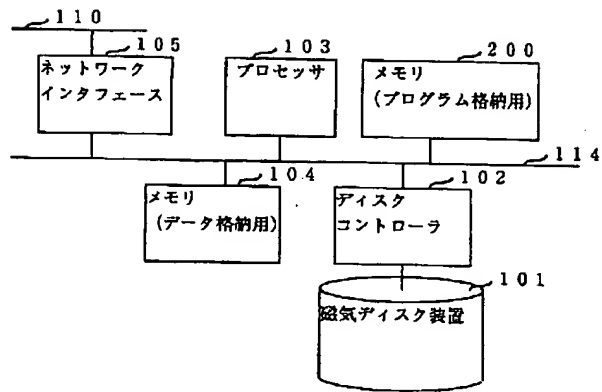 110
105
103
200
ネットワーク
インタフェース
プロセッサ
メモリ
(プログラム格納用)
114
104
102
メモリ
(データ格納用)
ディスク
コントローラ
101
磁気ディスク装置